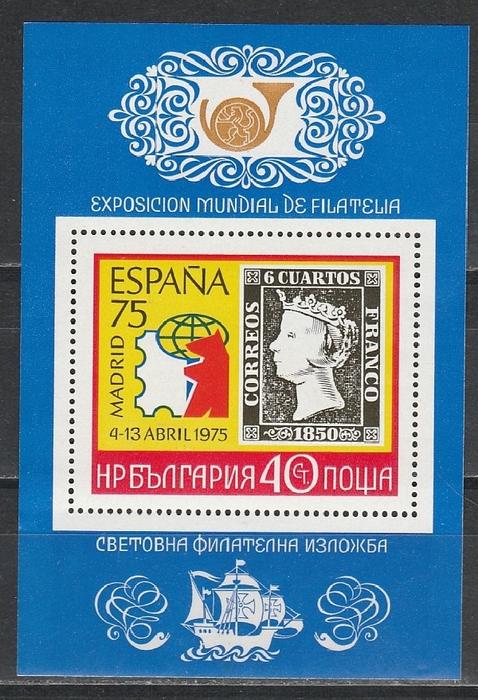 EXPOSICION MUNDIAL DE FILATELIA
ESPAÑA
75
MADRID
4-13 ABRIL 1975
6 CUARTOS
CORREOS
FRANCO
1850
НР БЪЛГАРИЯ 40 СТ. ПОЩА
СВЕТОВНА ФИЛАТЕЛНА ИЗЛОЖБА